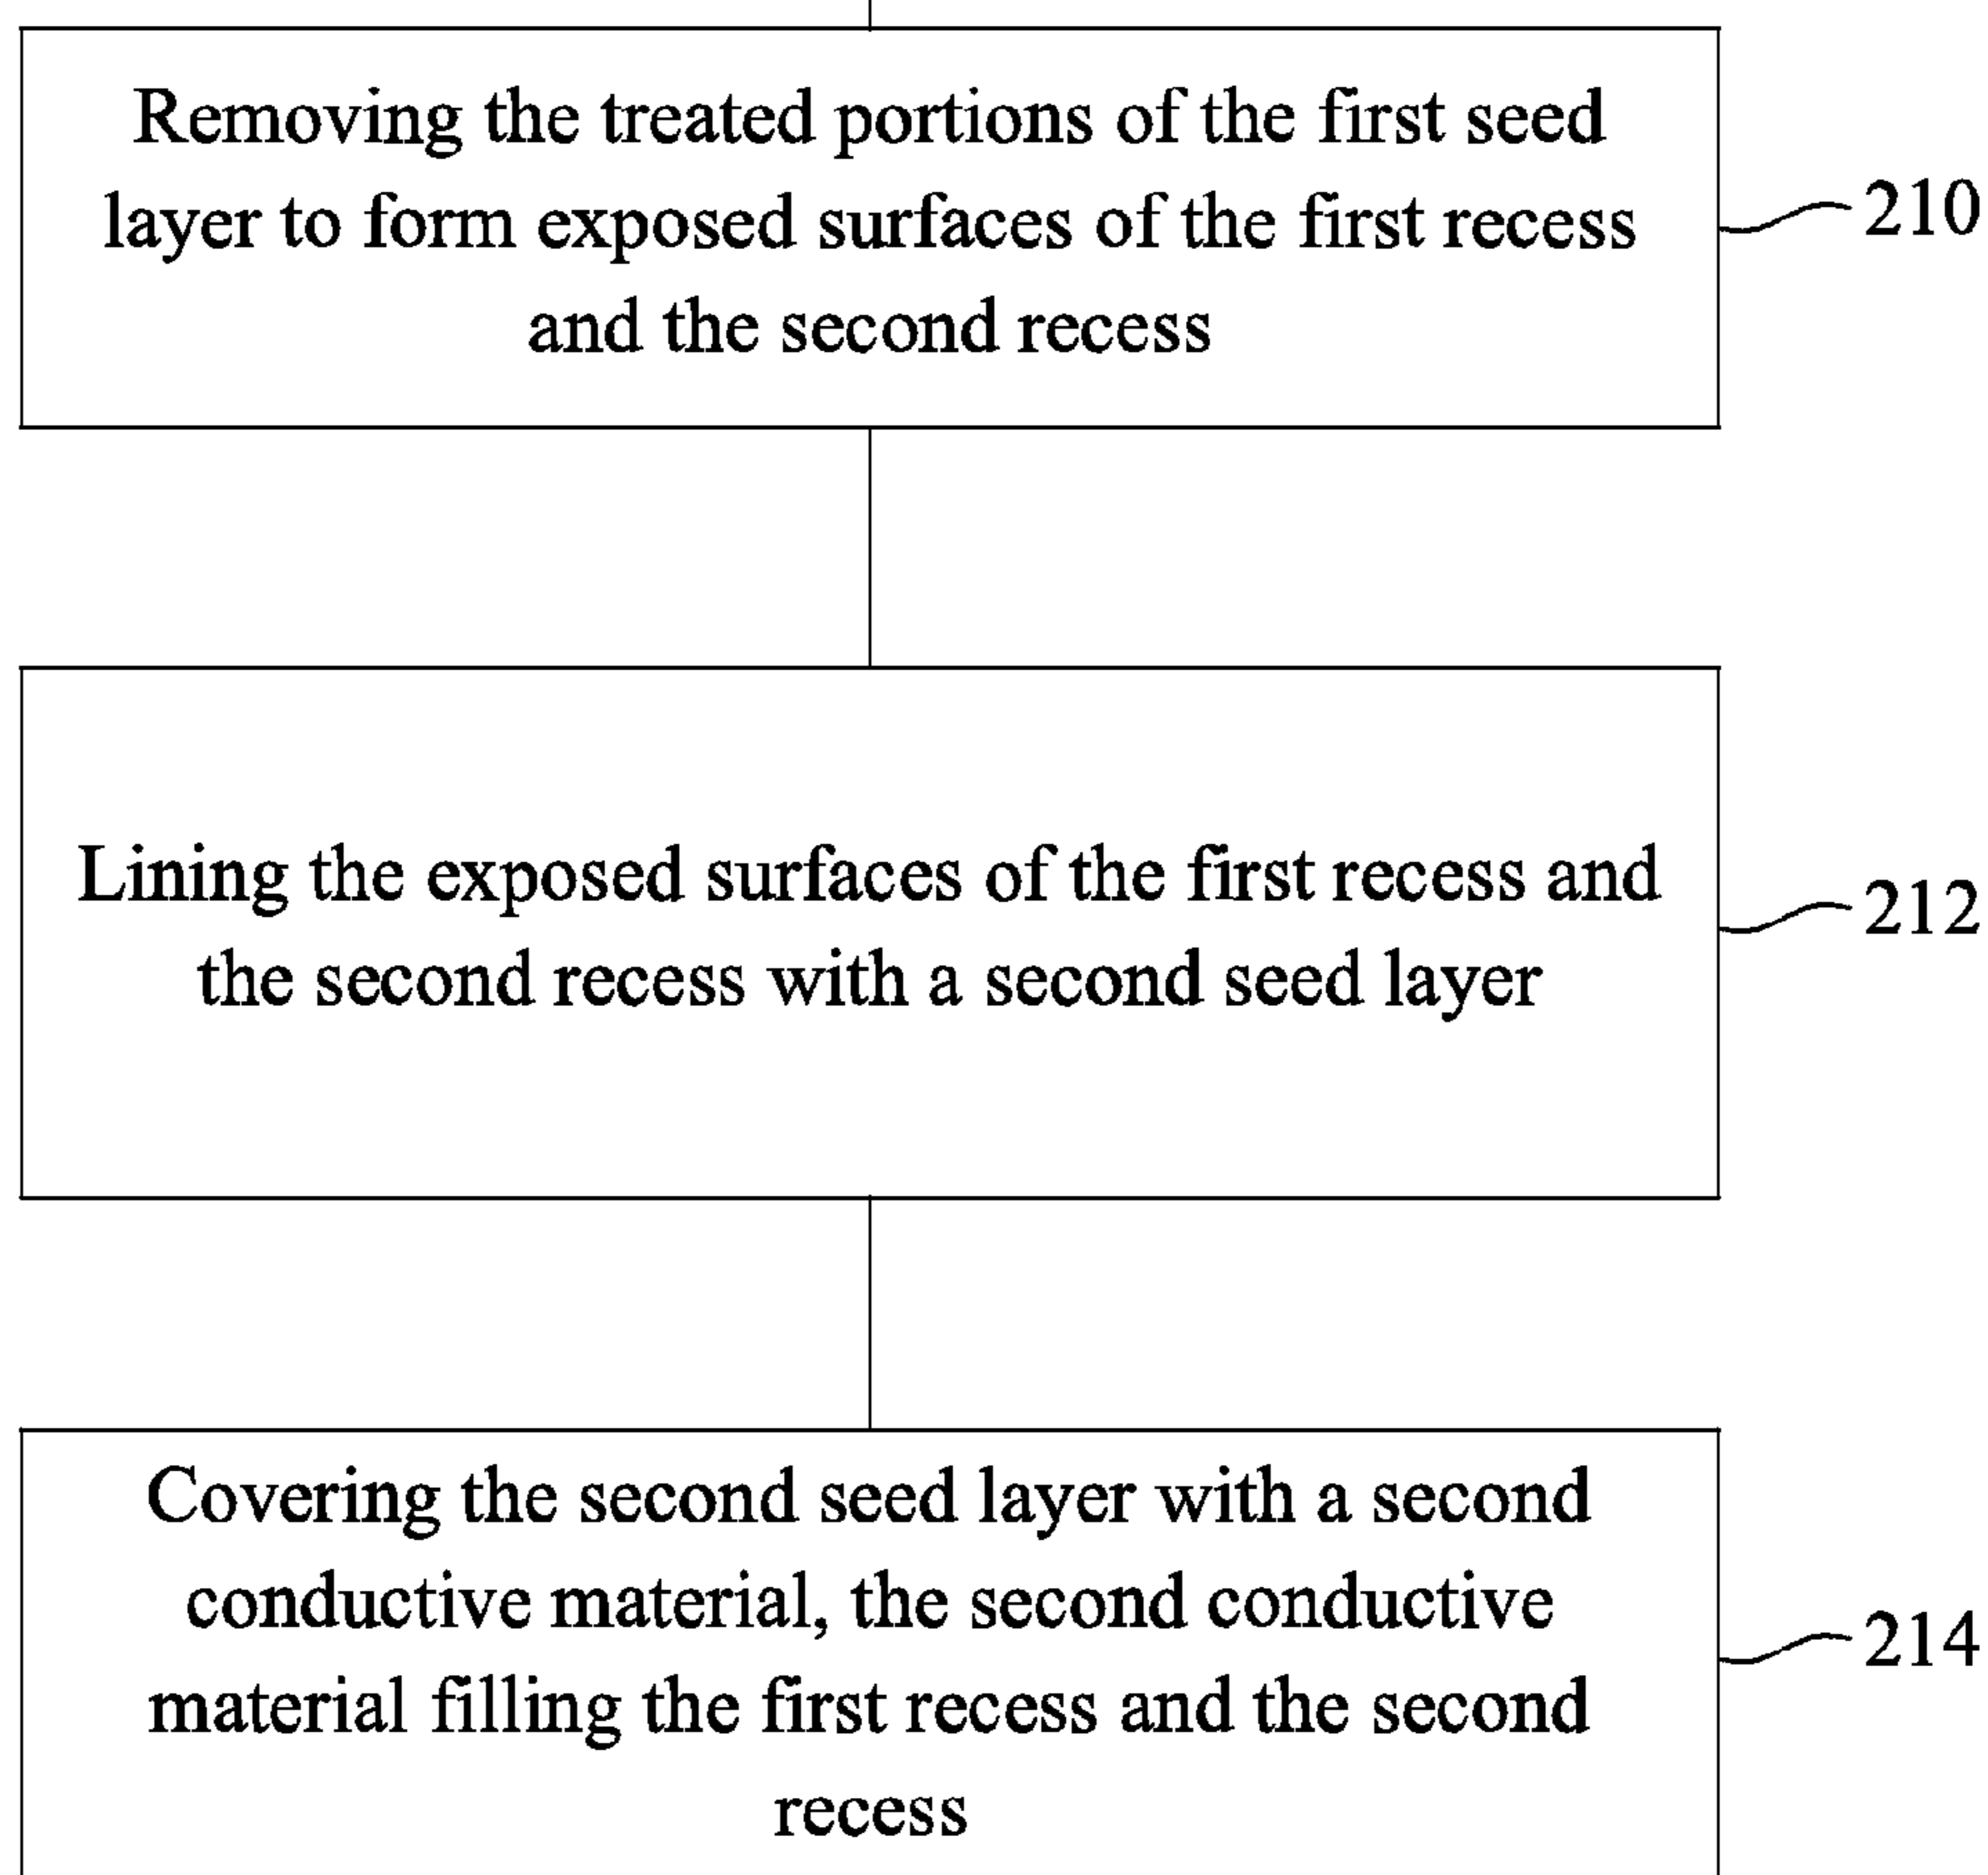 Removing the treated portions of the first seed
layer to form exposed surfaces of the first recess
and the second recess
210
Lining the exposed surfaces of the first recess and
the second recess with a second seed layer
212
Covering the second seed layer with a second
conductive material, the second conductive
material filling the first recess and the second
recess
214